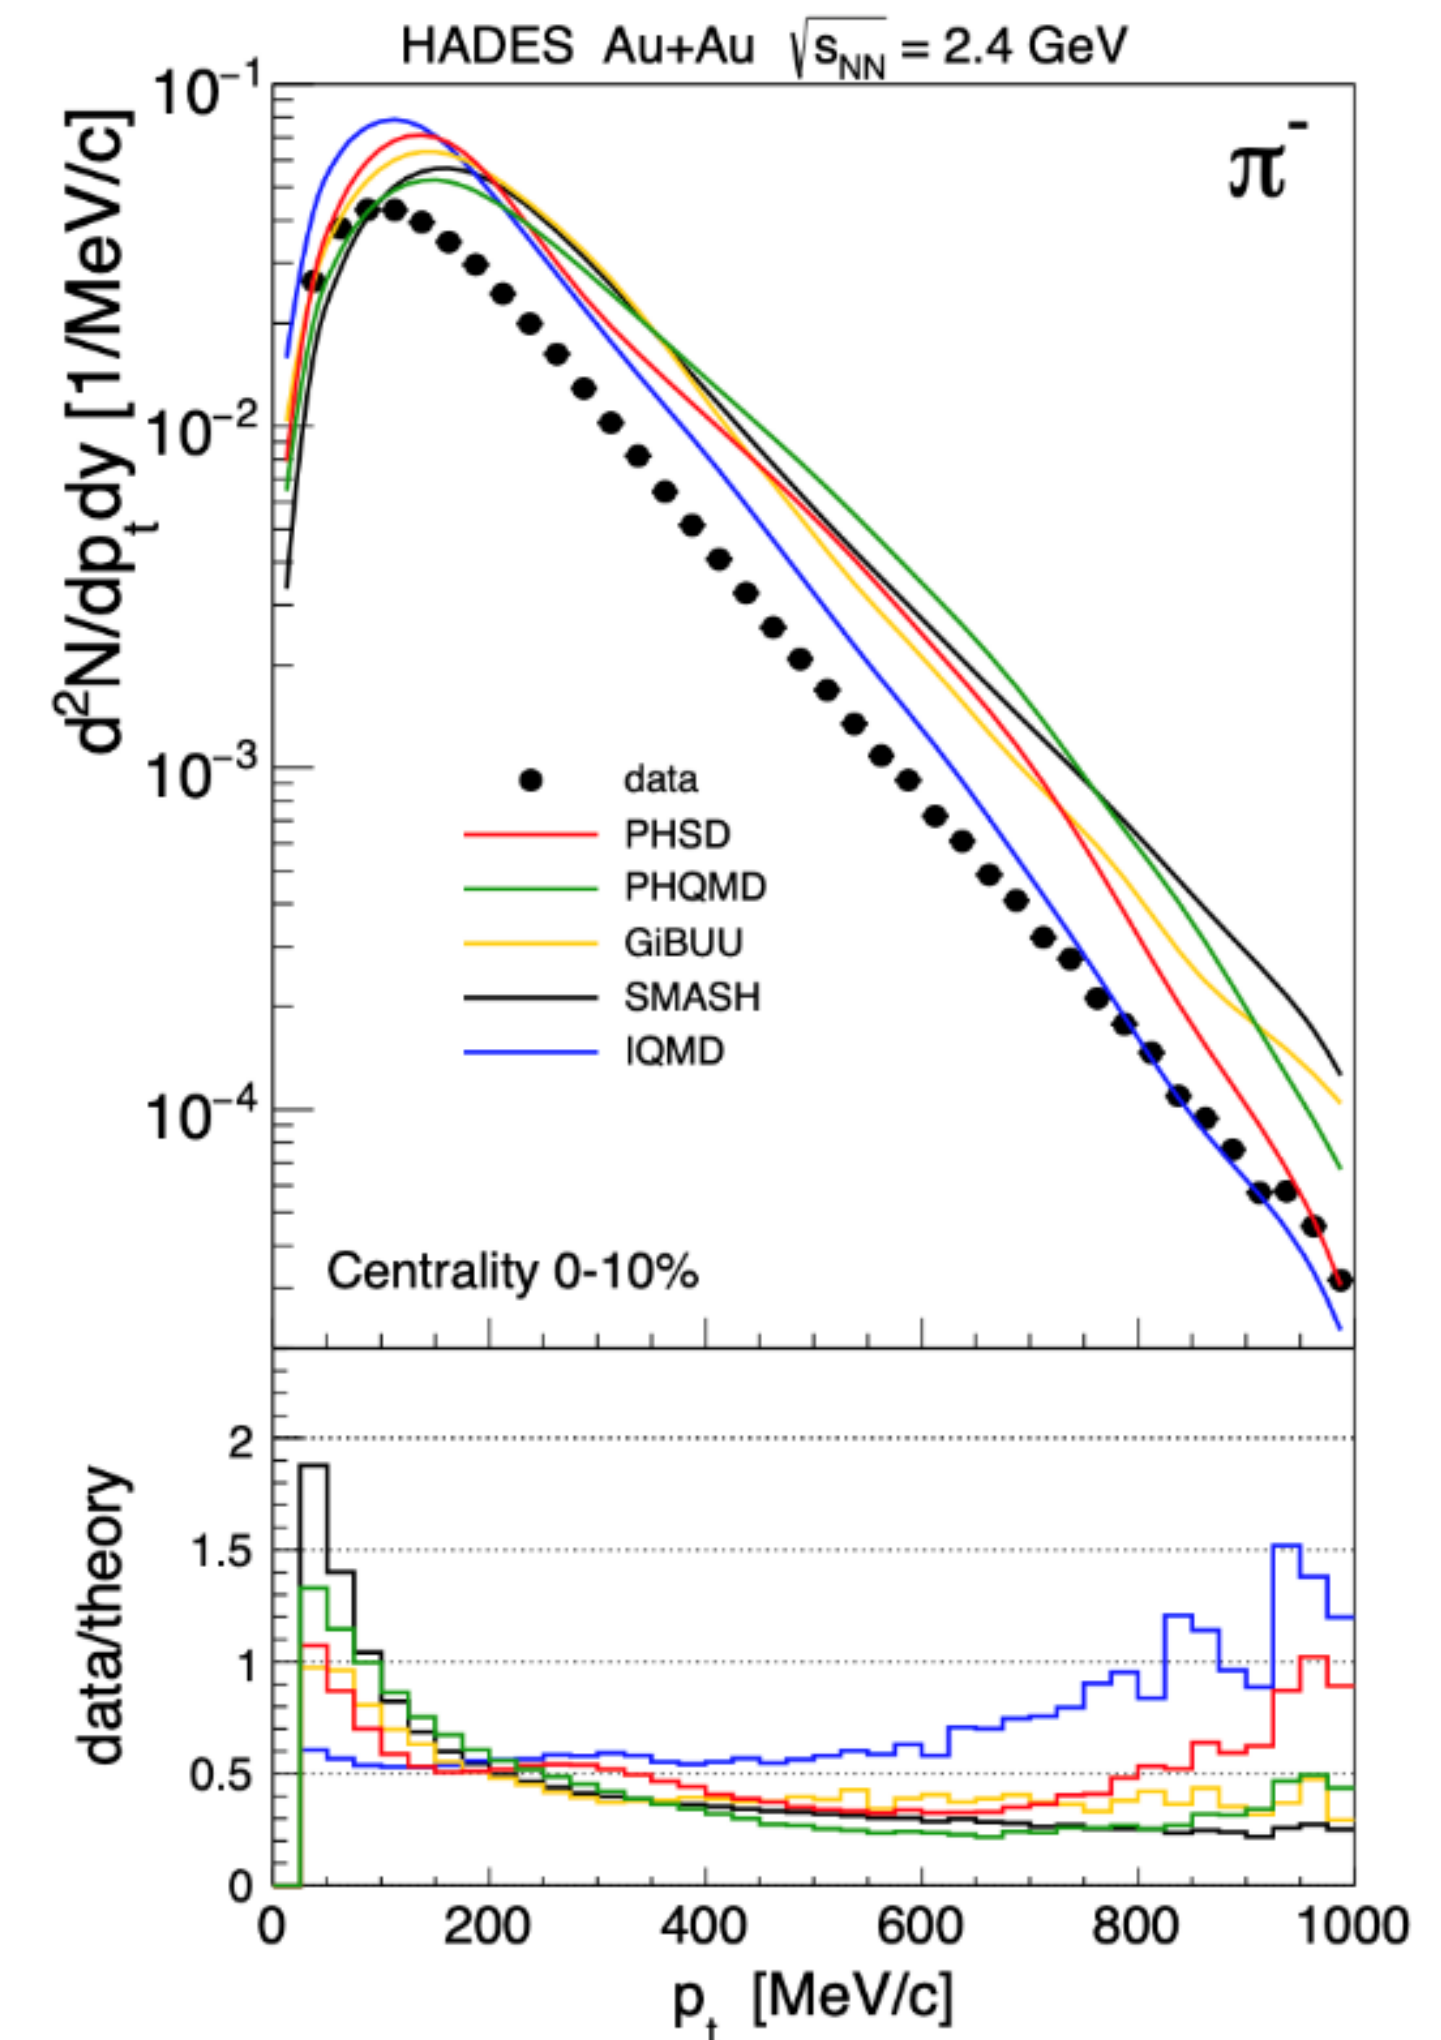 HADES Au+Au √sNN = 2.4 GeV
π-
d²N/dptdy [1/MeV/c]
10⁻¹
10⁻²
10⁻³
10⁻⁴
data
PHSD
PHQMD
GiBUU
SMASH
IQMD
Centrality 0-10%
data/theory
2
1.5
1
0.5
0
0 200 400 600 800 1000
pt [MeV/c]